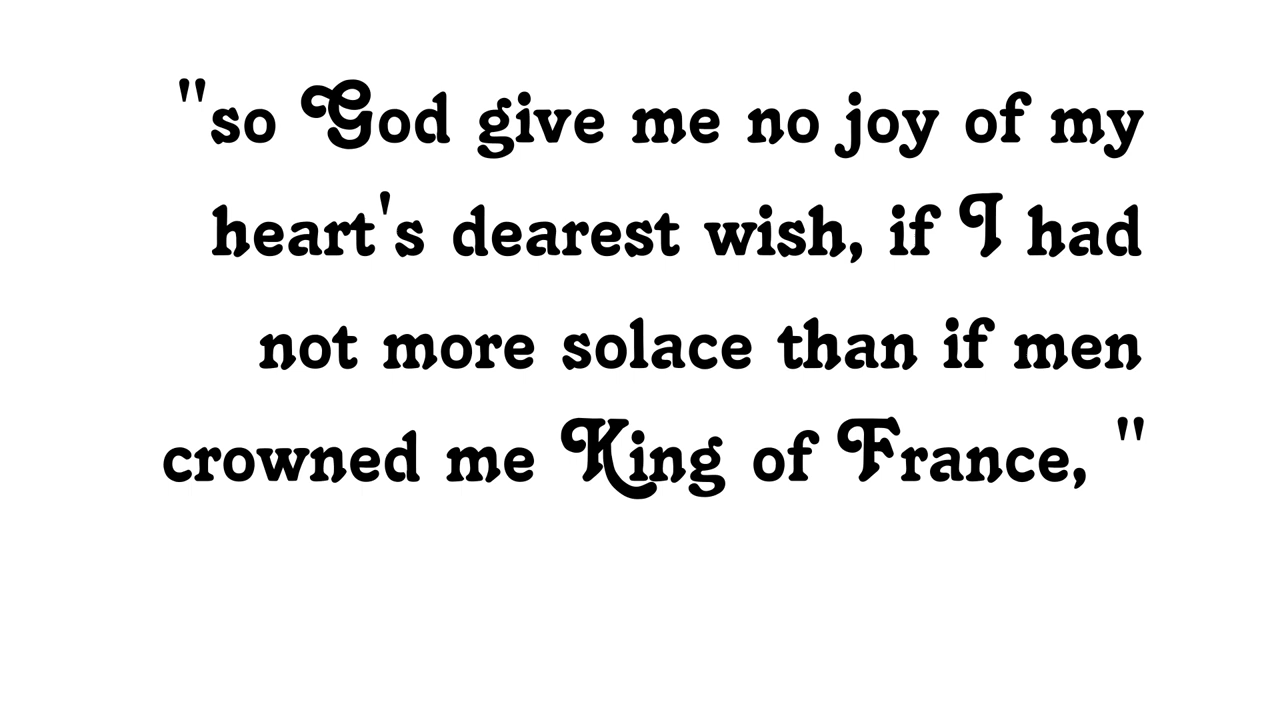 "so God give me no joy of my
heart's dearest wish, if I had
not more solace than if men
crowned me King of France, "